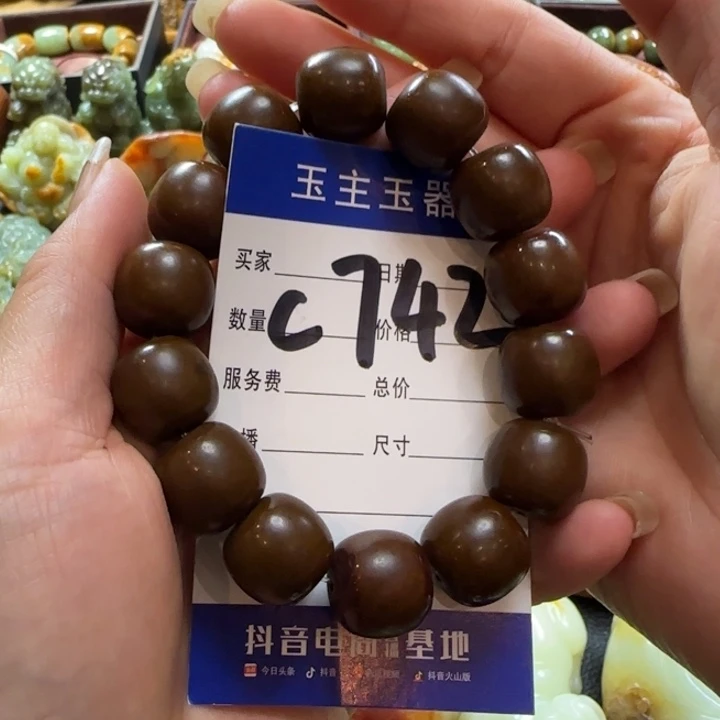 玉主玉器
买家 日期
C742
数量 价格
服务费 总价
播 尺寸
抖音电商 基地
今日头条 抖音 抖音火山版